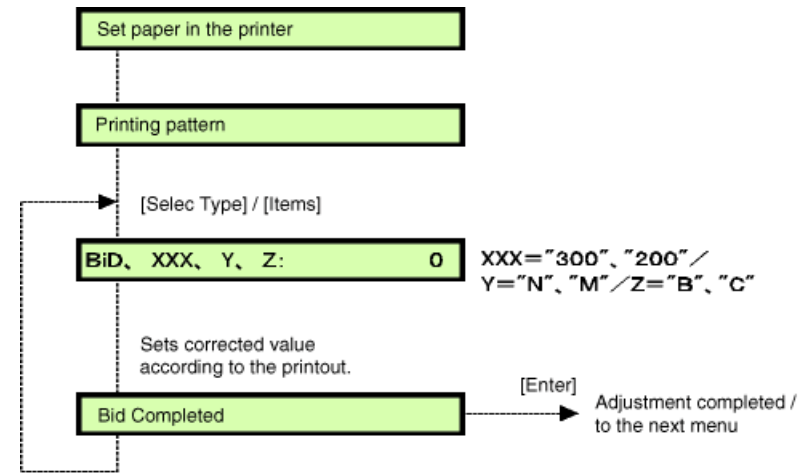 Set paper in the printer
Printing pattern
[Selec Type] / [Items]
BiD、 XXX、 Y、 Z: 0
XXX="300"、"200"／
Y="N"、"M"／Z="B"、"C"
Sets corrected value
according to the printout.
[Enter]
Bid Completed
Adjustment completed /
to the next menu